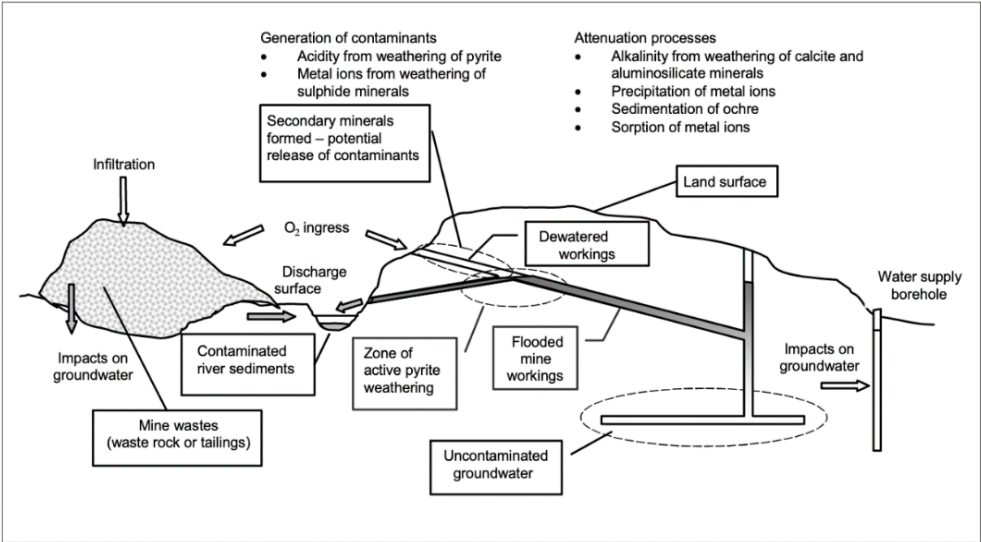 Generation of contaminants
• Acidity from weathering of pyrite
• Metal ions from weathering of
sulphide minerals
Attenuation processes
• Alkalinity from weathering of calcite and
aluminosilicate minerals
• Precipitation of metal ions
• Sedimentation of ochre
• Sorption of metal ions
Secondary minerals
formed – potential
release of contaminants
Infiltration
Land surface
O₂ ingress
Dewatered
workings
Discharge
surface
Water supply
borehole
Impacts on
groundwater
Contaminated
river sediments
Zone of
active pyrite
weathering
Flooded
mine
workings
Impacts on
groundwater
Mine wastes
(waste rock or tailings)
Uncontaminated
groundwater